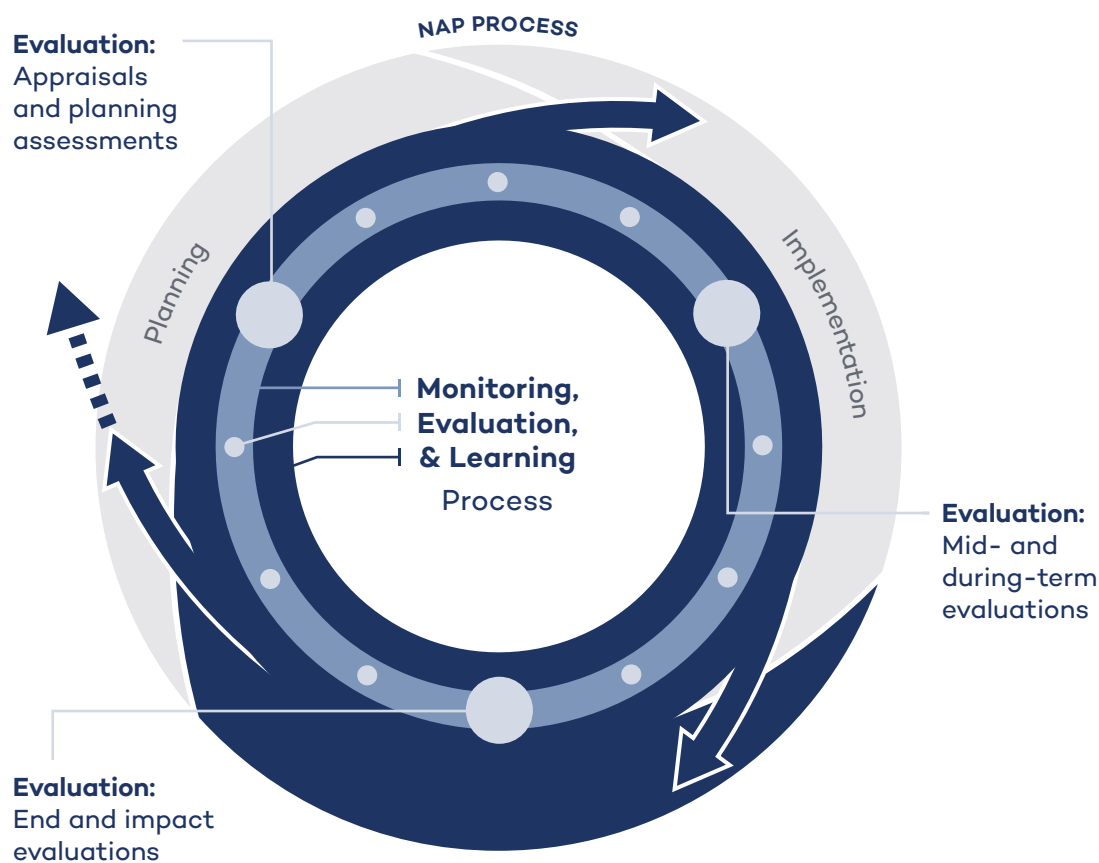 NAP PROCESS
Evaluation:
Appraisals
and planning
assessments
Planning
Implementation
Monitoring,
Evaluation,
& Learning
Process
Evaluation:
Mid- and
during-term
evaluations
Evaluation:
End and impact
evaluations